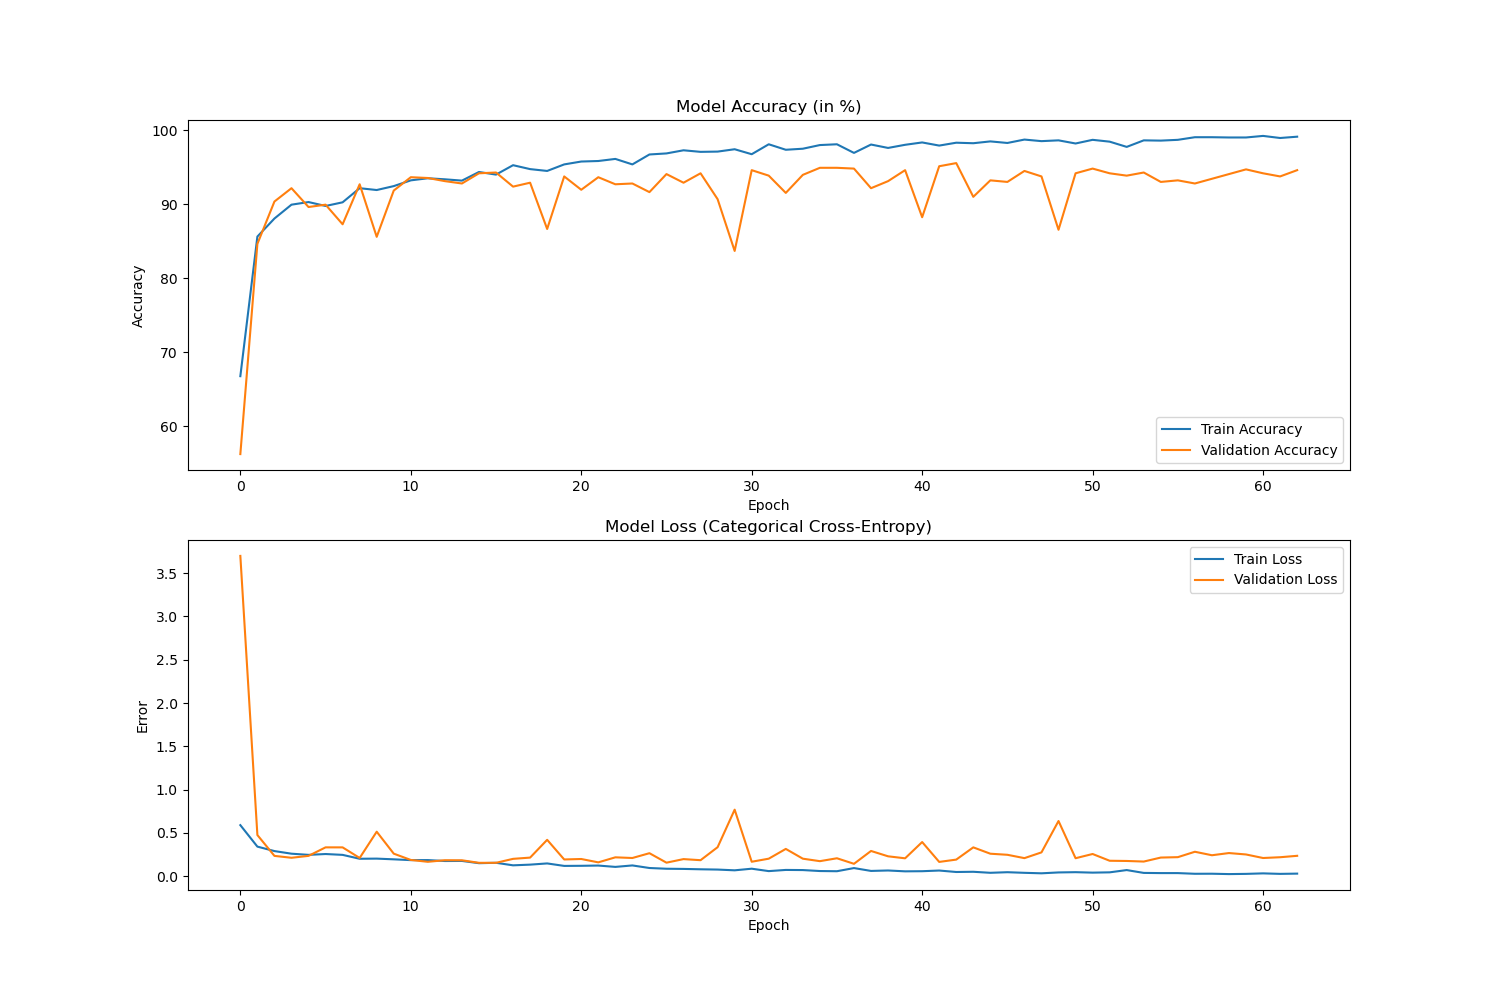 Model Accuracy (in %)
100
90
80
70
60
Accuracy
Train Accuracy
Validation Accuracy
0 10 20 30 40 50 60
Epoch
Model Loss (Categorical Cross-Entropy)
Train Loss
Validation Loss
3.5
3.0
2.5
2.0
1.5
1.0
0.5
0.0
Error
0 10 20 30 40 50 60
Epoch